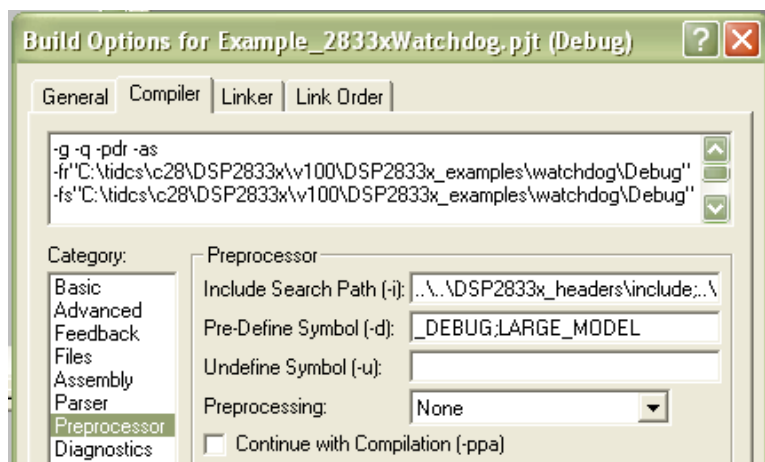 Build Options for Example_2833xWatchdog.pjt (Debug)
General Compiler Linker Link Order
-g -q -pdr -as
-fr"C:\tidcs\c28\DSP2833x\v100\DSP2833x_examples\watchdog\Debug"
-fs"C:\tidcs\c28\DSP2833x\v100\DSP2833x_examples\watchdog\Debug"
Category:
Basic
Advanced
Feedback
Files
Assembly
Parser
Preprocessor
Diagnostics
Preprocessor
Include Search Path (-i): ..\..\DSP2833x_headers\include;..\
Pre-Define Symbol (-d): _DEBUG;LARGE_MODEL
Undefine Symbol (-u):
Preprocessing: None
Continue with Compilation (-ppa)